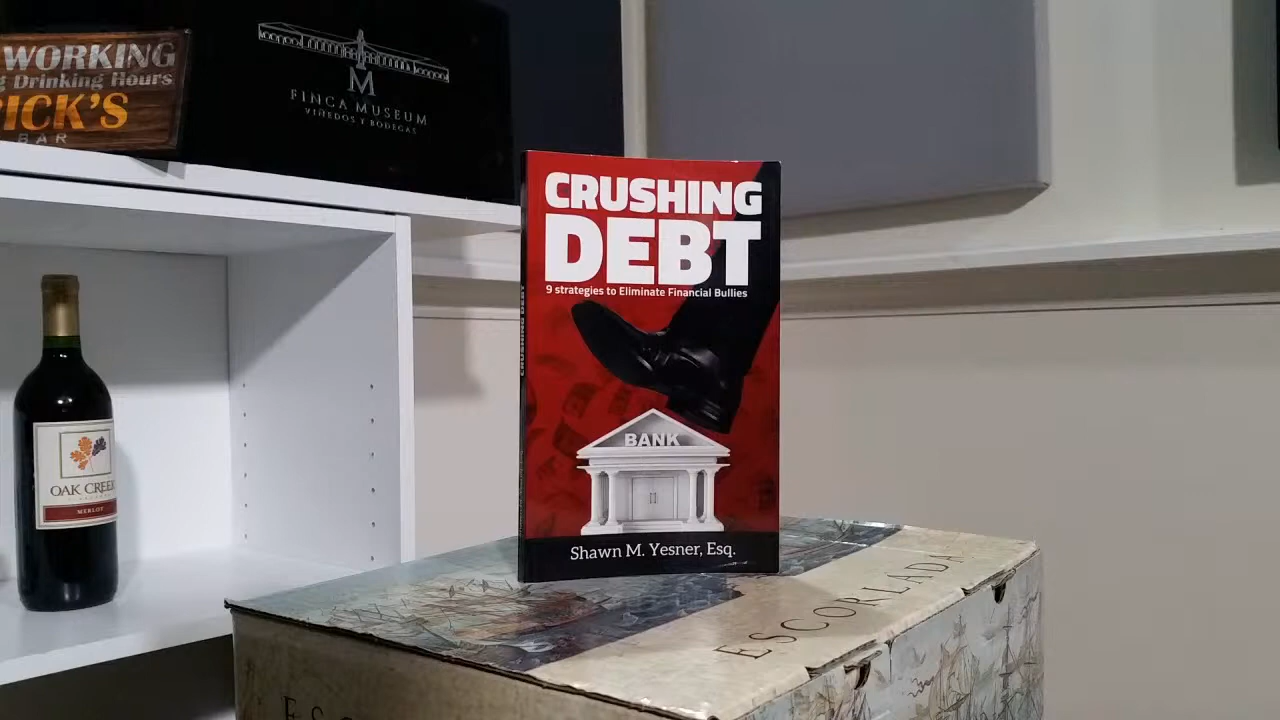 WORKING
g Drinking Hours
ICK'S
BAR
M
FINCA MUSEUM
VIÑEDOS Y BODEGAS
CRUSHING
DEBT
9 strategies to Eliminate Financial Bullies
BANK
Shawn M. Yesner, Esq.
CRUSHING DEBT
OAK CREEK
MERLOT
ESCORLADA
ESC